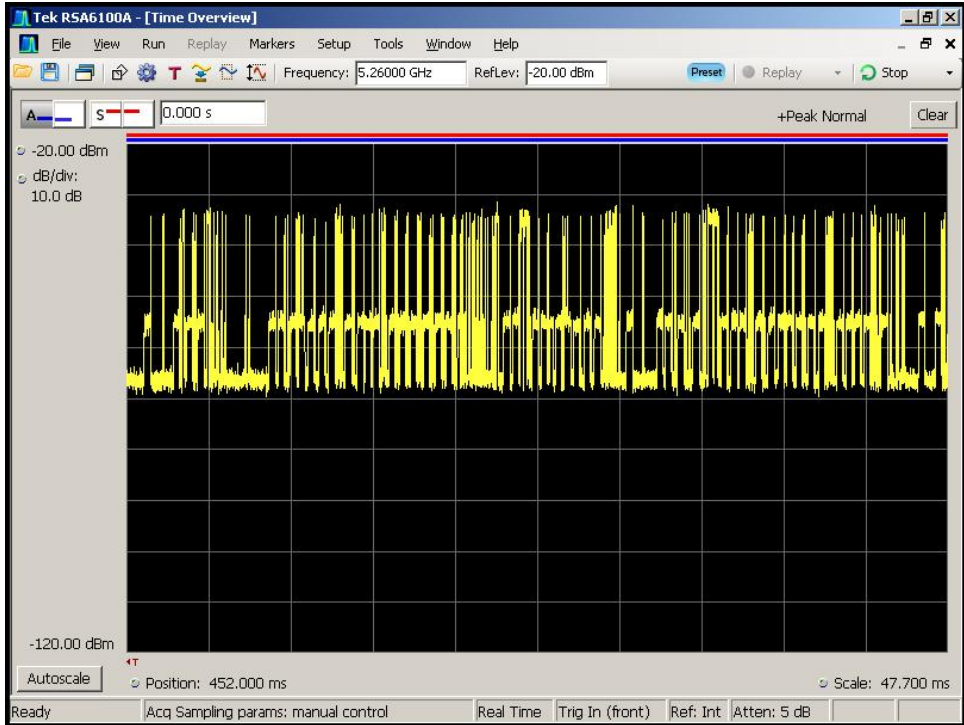 Tek RSA6100A - [Time Overview]
File View Run Replay Markers Setup Tools Window Help
T Frequency: 5.26000 GHz RefLev: -20.00 dBm Preset Replay Stop
A S 0.000 s +Peak Normal Clear
-20.00 dBm
dB/div:
10.0 dB
-120.00 dBm
T
Autoscale Position: 452.000 ms Scale: 47.700 ms
Ready Acq Sampling params: manual control Real Time Trig In (front) Ref: Int Atten: 5 dB